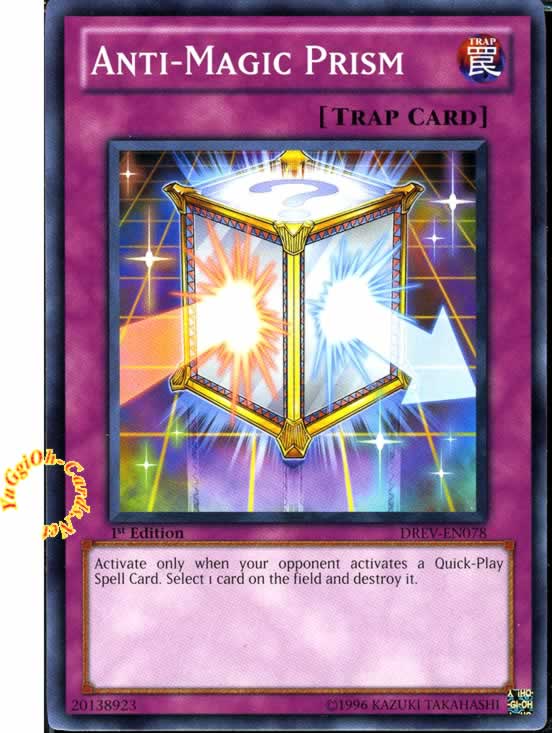 ANTI-MAGIC PRISM
TRAP
罠
[TRAP CARD]
?
YuGgiOh-Cards.Net
1st Edition
DREV-EN078
Activate only when your opponent activates a Quick-Play
Spell Card. Select 1 card on the field and destroy it.
20138923
©1996 KAZUKI TAKAHASHI